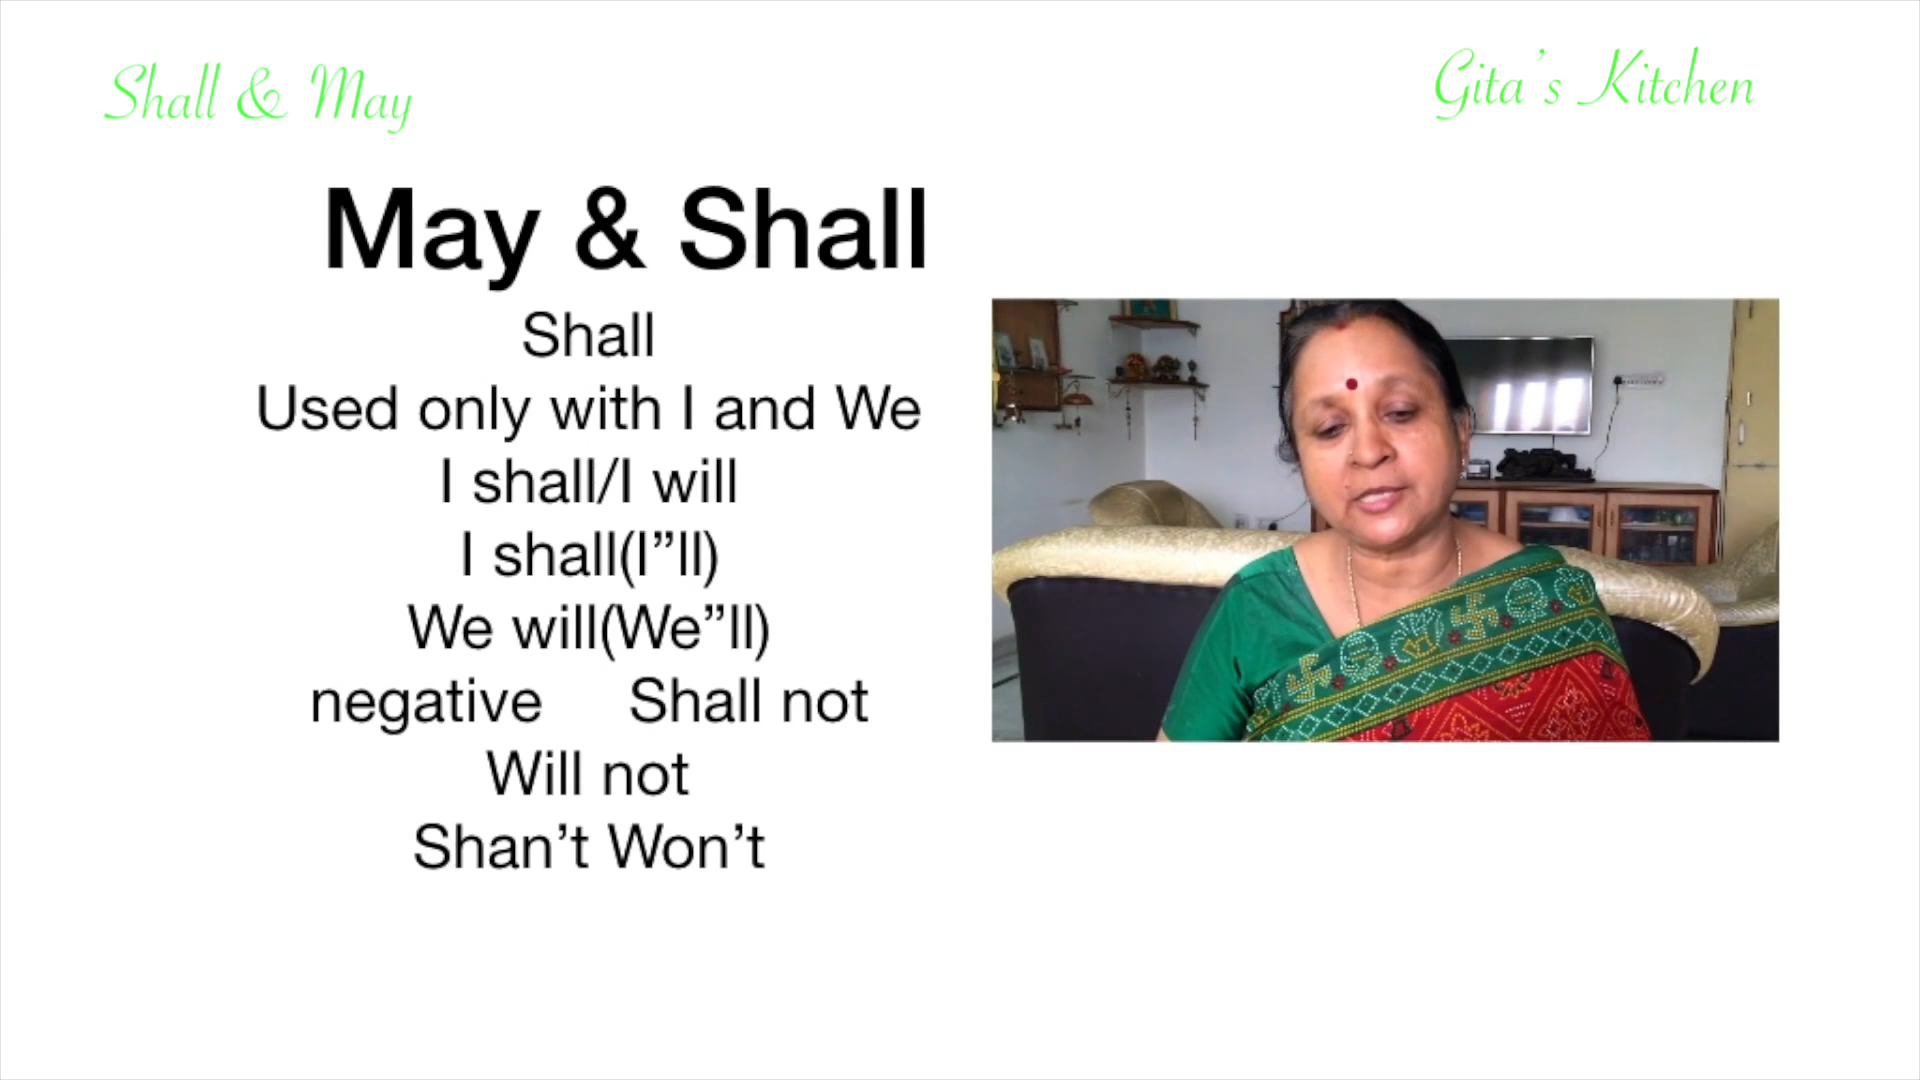 Shall & May
Gita's Kitchen
May & Shall
Shall
Used only with I and We
I shall/I will
I shall(I”ll)
We will(We”ll)
negative Shall not
Will not
Shan’t Won’t